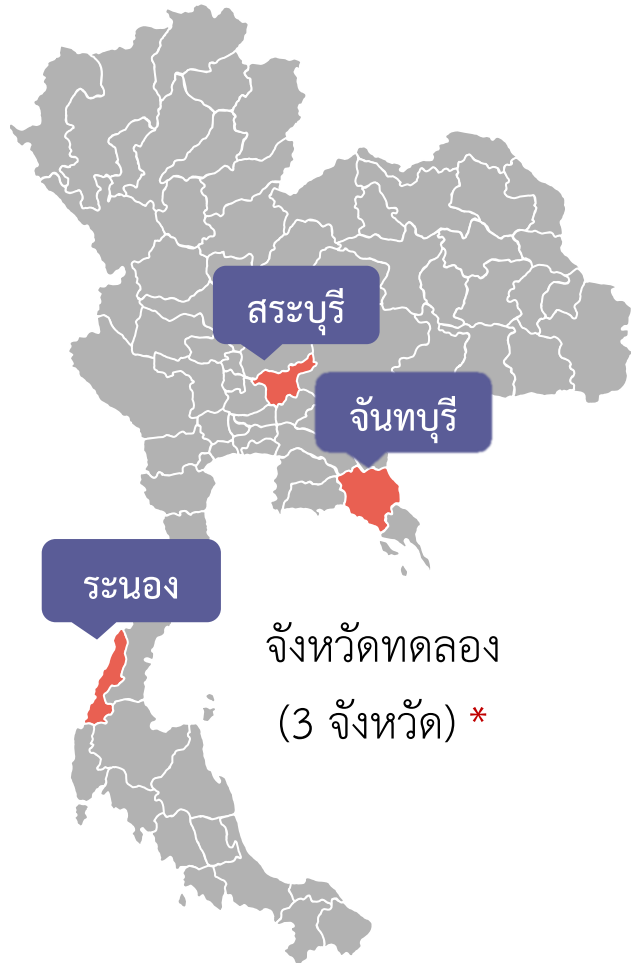 สระบุรี
จันทบุรี
ระนอง
จังหวัดทดลอง
(3 จังหวัด) *